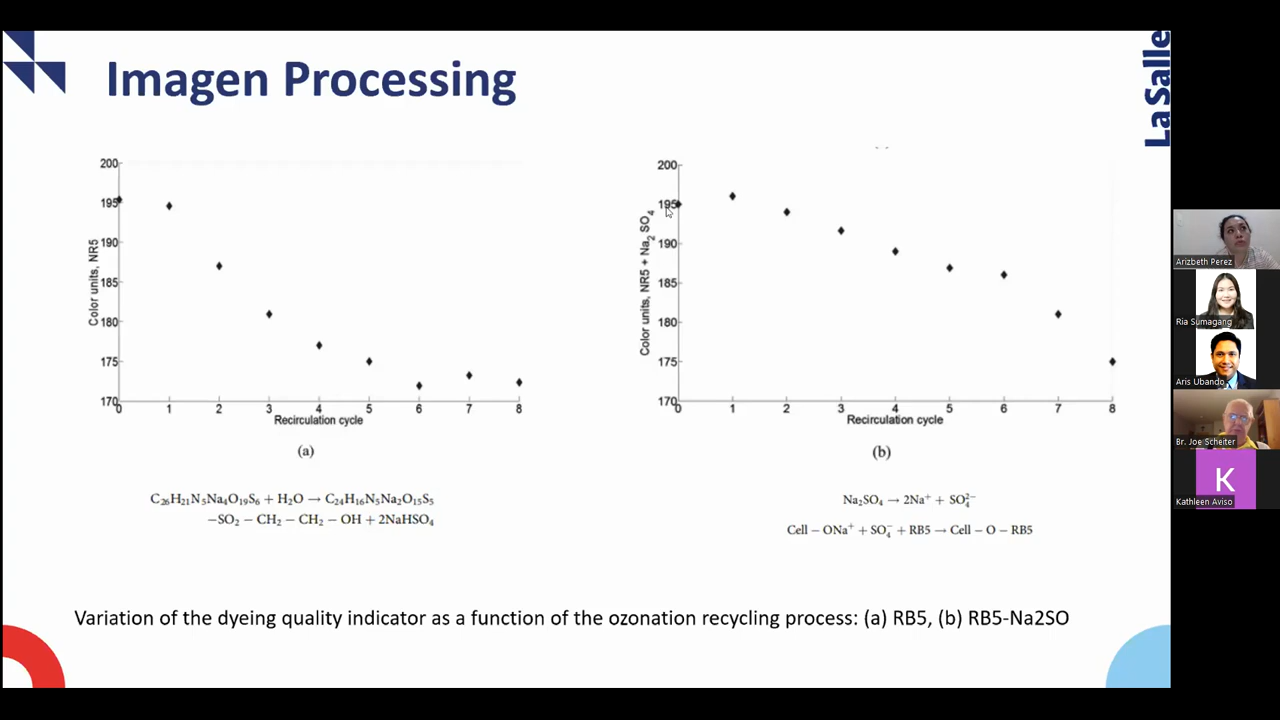 Imagen Processing
LaSalle
200
195
190
185
180
175
170
Color units, NR5
0 1 2 3 4 5 6 7 8
Recirculation cycle
(a)
200
195
190
185
180
175
170
Color units, NR5 + Na2 SO4
0 1 2 3 4 5 6 7 8
Recirculation cycle
(b)
C26H21N5Na4O19S6 + H2O → C24H16N5Na2O15S5
−SO2 − CH2 − CH2 − OH + 2NaHSO4
Na2SO4 → 2Na+ + SO42−
Cell − ONa+ + SO4− + RB5 → Cell − O − RB5
Variation of the dyeing quality indicator as a function of the ozonation recycling process: (a) RB5, (b) RB5-Na2SO
Arizbeth Perez
Ria Sumagang
Aris Ubando
Br. Joe Scheiter
K
Kathleen Aviso